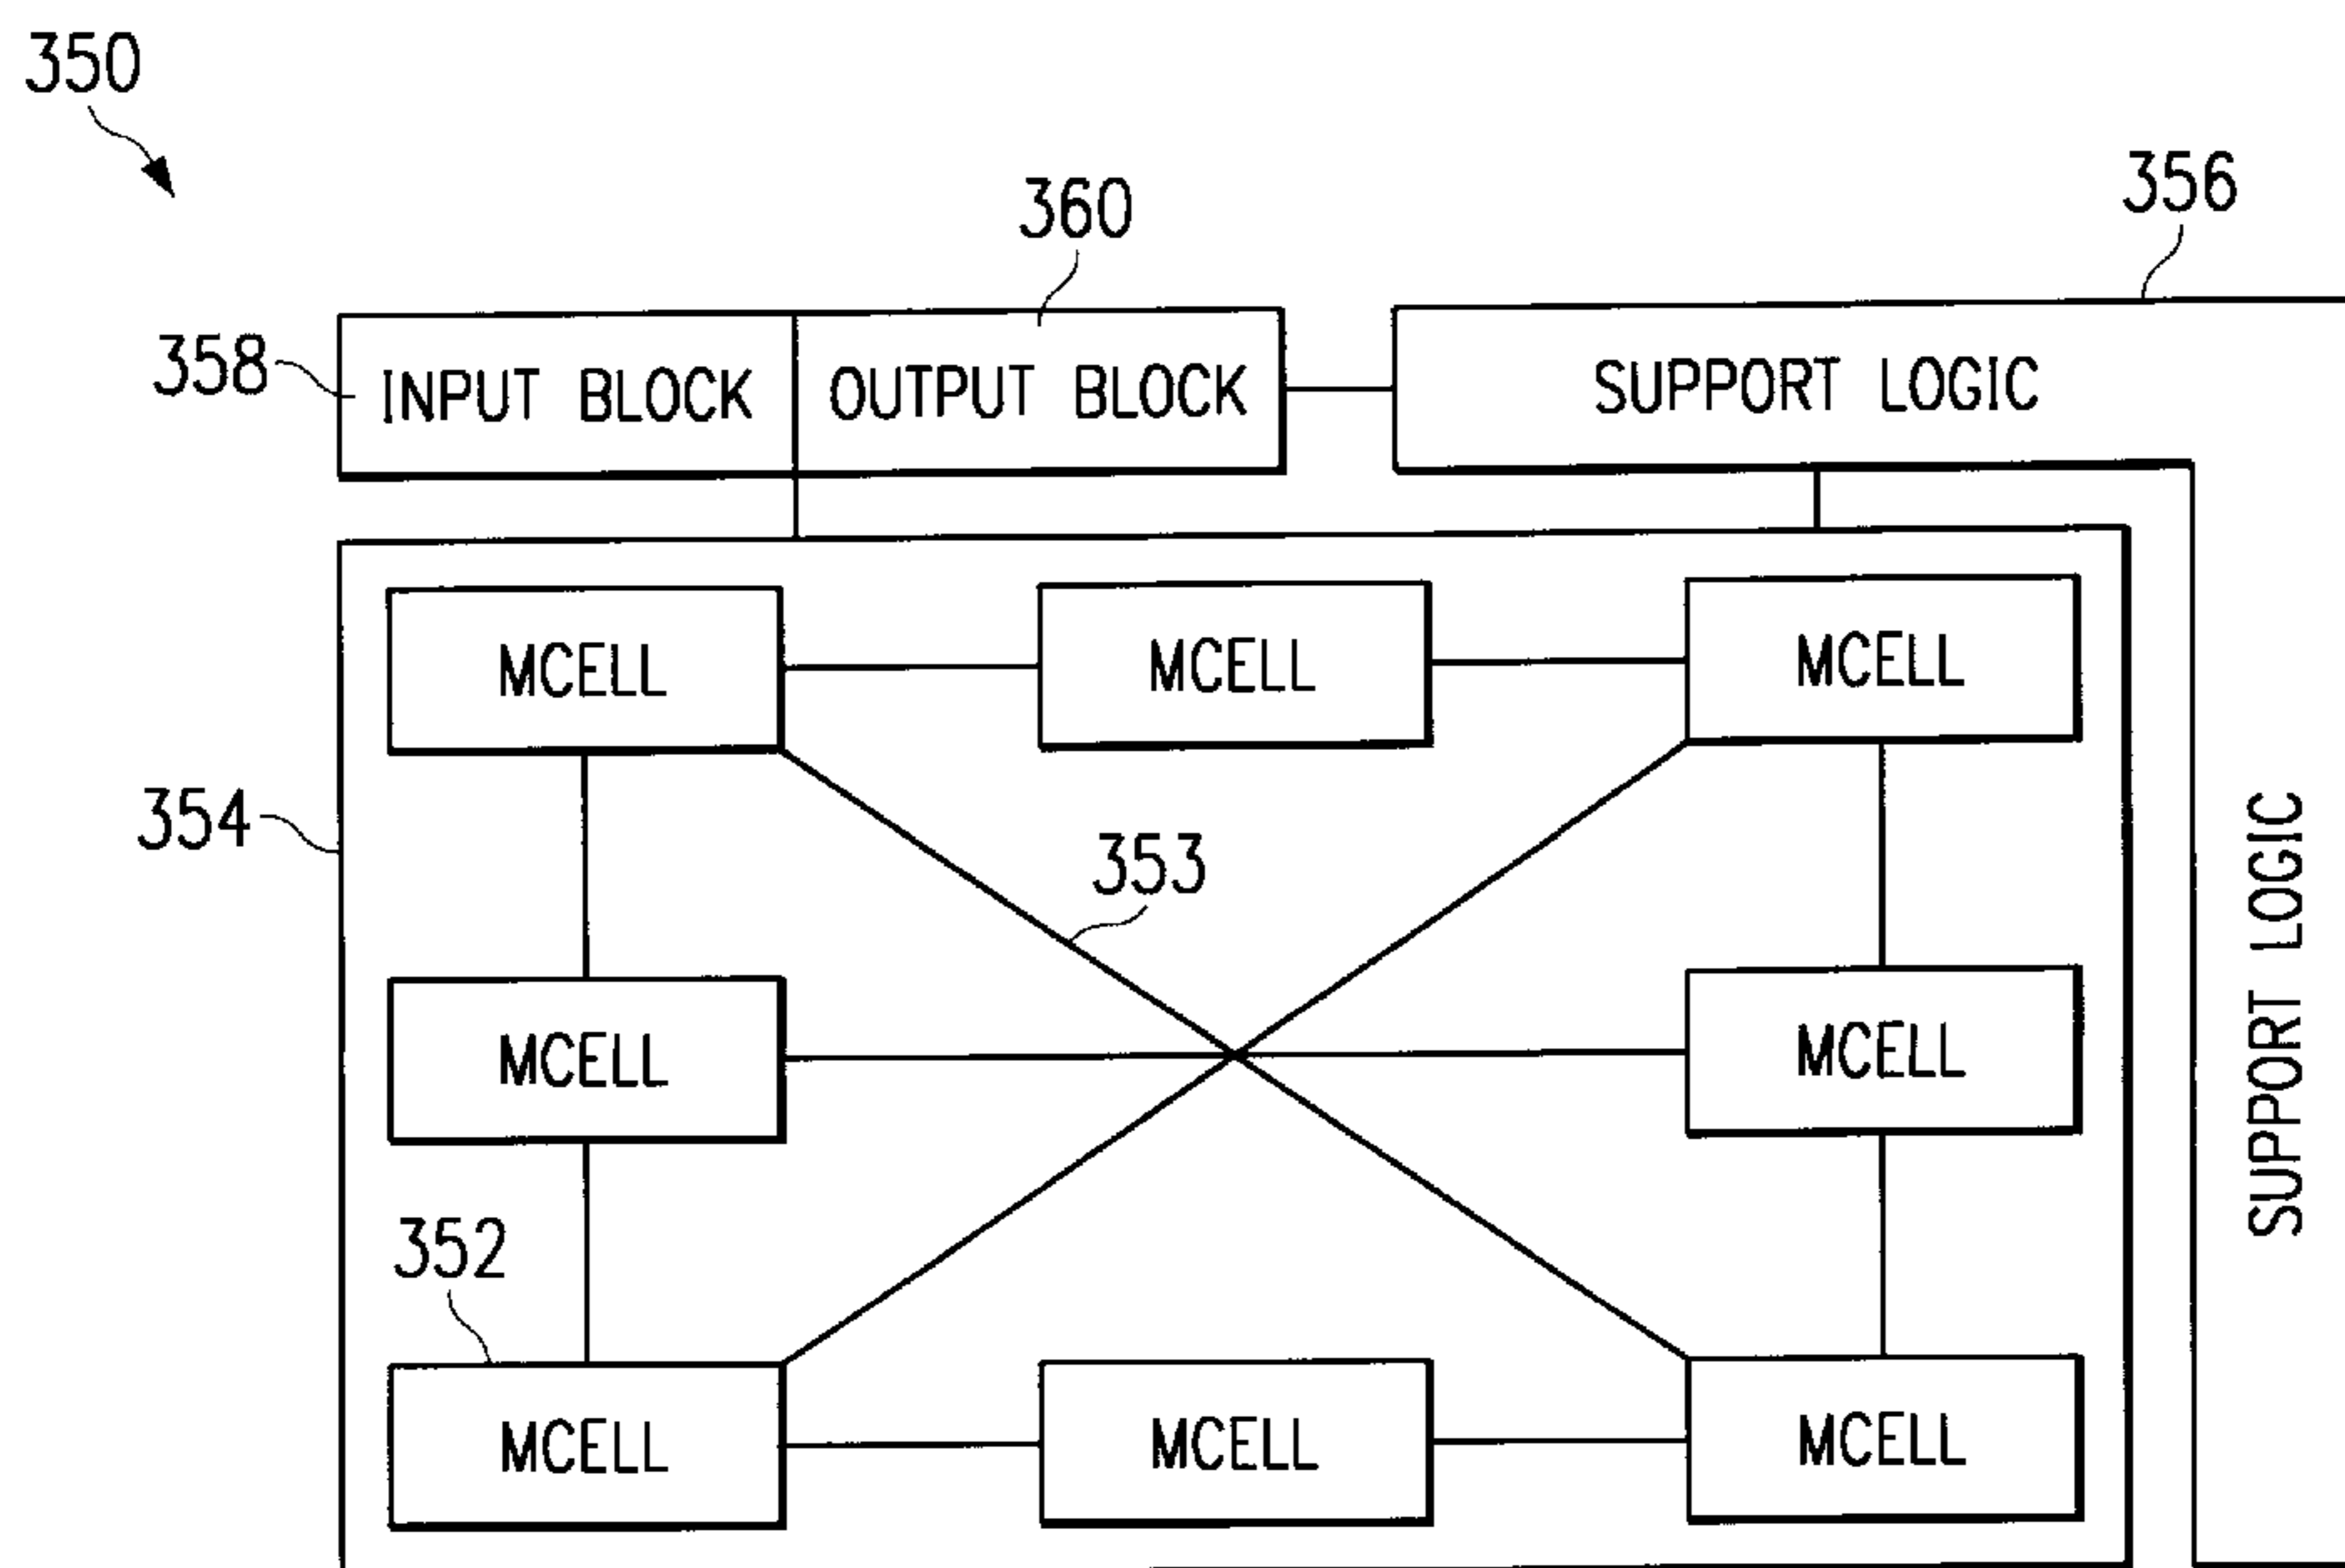 350
356
360
358
INPUT BLOCK
OUTPUT BLOCK
SUPPORT LOGIC
MCELL
MCELL
MCELL
354
353
SUPPORT LOGIC
MCELL
MCELL
352
MCELL
MCELL
MCELL